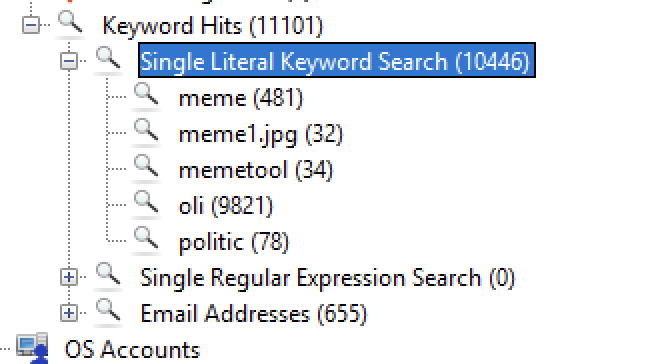 Keyword Hits (11101)
Single Literal Keyword Search (10446)
meme (481)
meme1.jpg (32)
memetool (34)
oli (9821)
politic (78)
Single Regular Expression Search (0)
Email Addresses (655)
OS Accounts